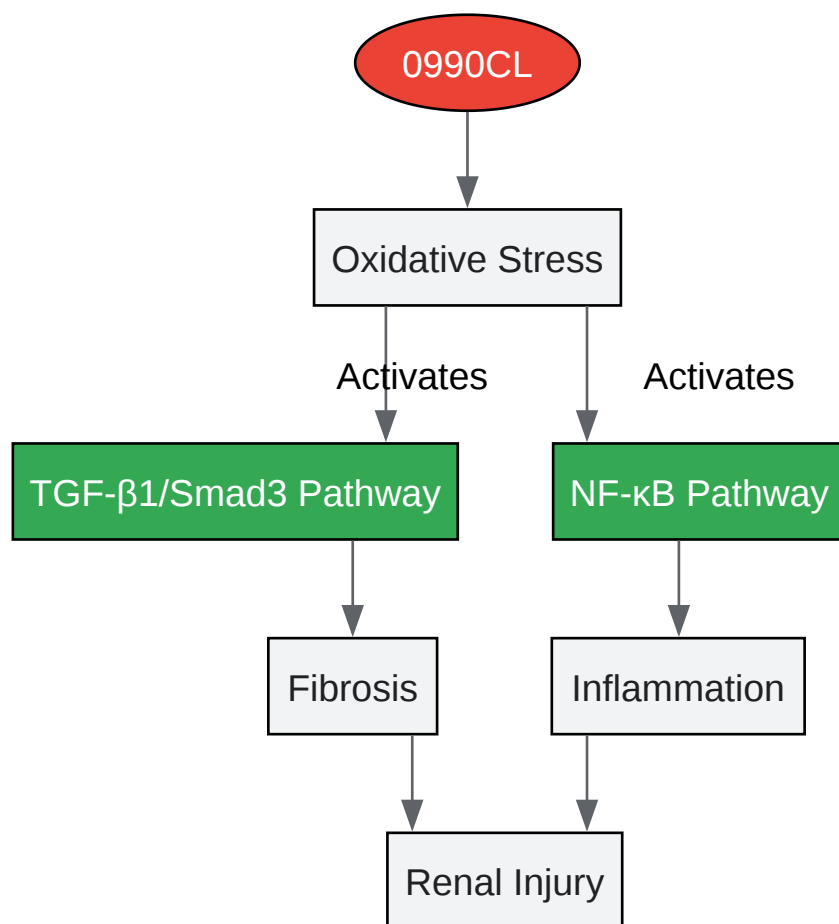 0990CL
Oxidative Stress
Activates
Activates
TGF-β1/Smad3 Pathway
NF-κB Pathway
Fibrosis
Inflammation
Renal Injury